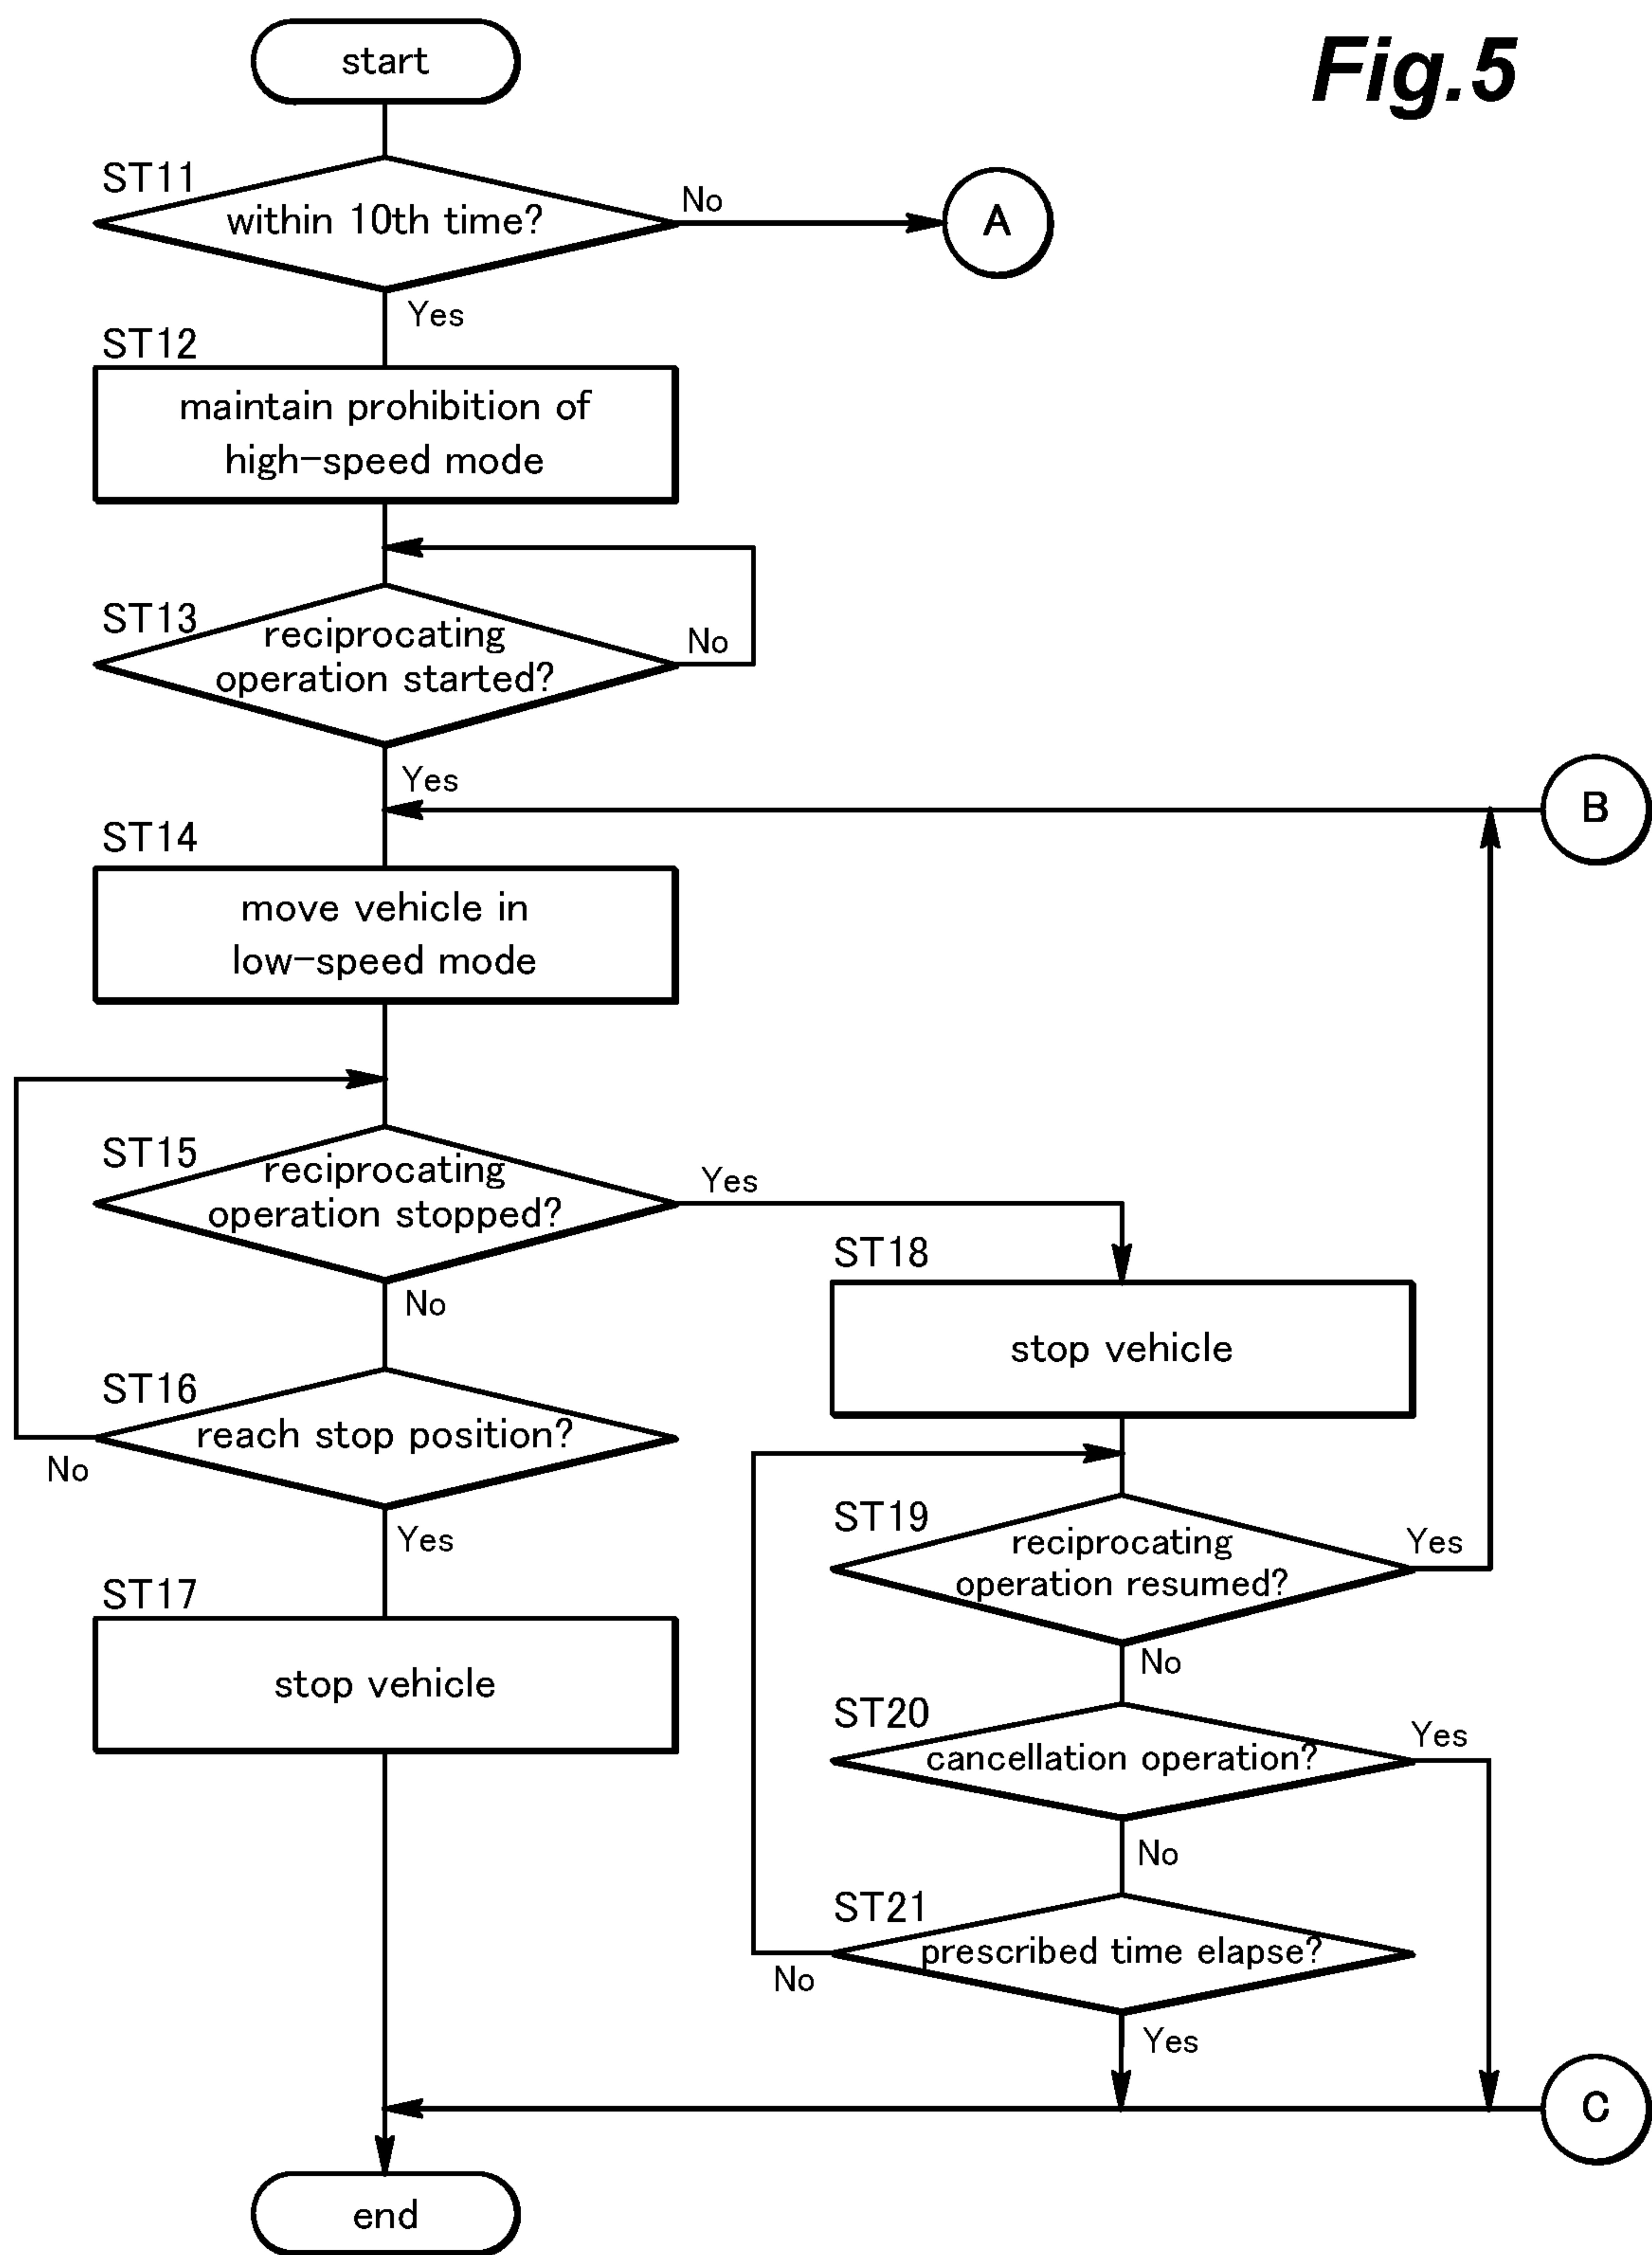 Fig.5
start
ST11
within 10th time?
No
A
Yes
ST12
maintain prohibition of
high-speed mode
ST13
reciprocating
operation started?
No
Yes
B
ST14
move vehicle in
low-speed mode
ST15
reciprocating
operation stopped?
Yes
No
ST16
reach stop position?
No
Yes
ST17
stop vehicle
ST18
stop vehicle
ST19
reciprocating
operation resumed?
Yes
No
ST20
cancellation operation?
Yes
No
ST21
prescribed time elapse?
No
Yes
C
end